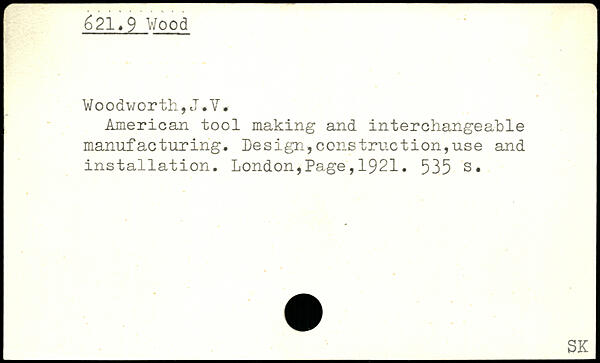 621.9 Wood
Woodworth,J.V.
American tool making and interchangeable
manufacturing. Design,construction,use and
installation. London,Page,1921. 535 s.
SK